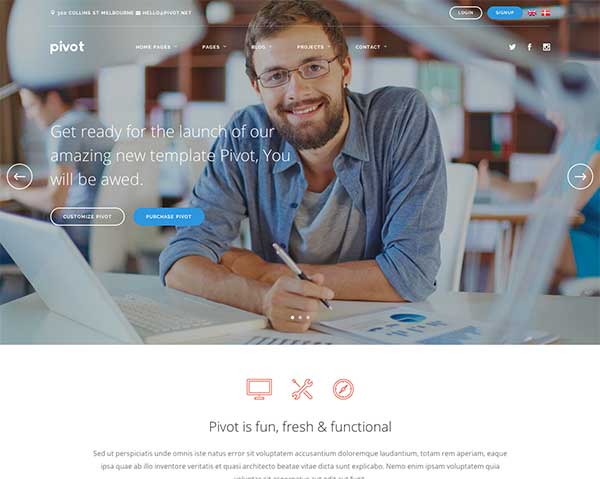 300 COLLINS ST MELBOURNE HELLO@PIVOT.NET
LOGIN SIGNUP
pivot HOME PAGES PAGES BLOG PROJECTS CONTACT
Get ready for the launch of our
amazing new template Pivot, You
will be awed.
CUSTOMIZE PIVOT PURCHASE PIVOT
Pivot is fun, fresh & functional
Sed ut perspiciatis unde omnis iste natus error sit voluptatem accusantium doloremque laudantium, totam rem aperiam, eaque
ipsa quae ab illo inventore veritatis et quasi architecto beatae vitae dicta sunt explicabo. Nemo enim ipsam voluptatem quia